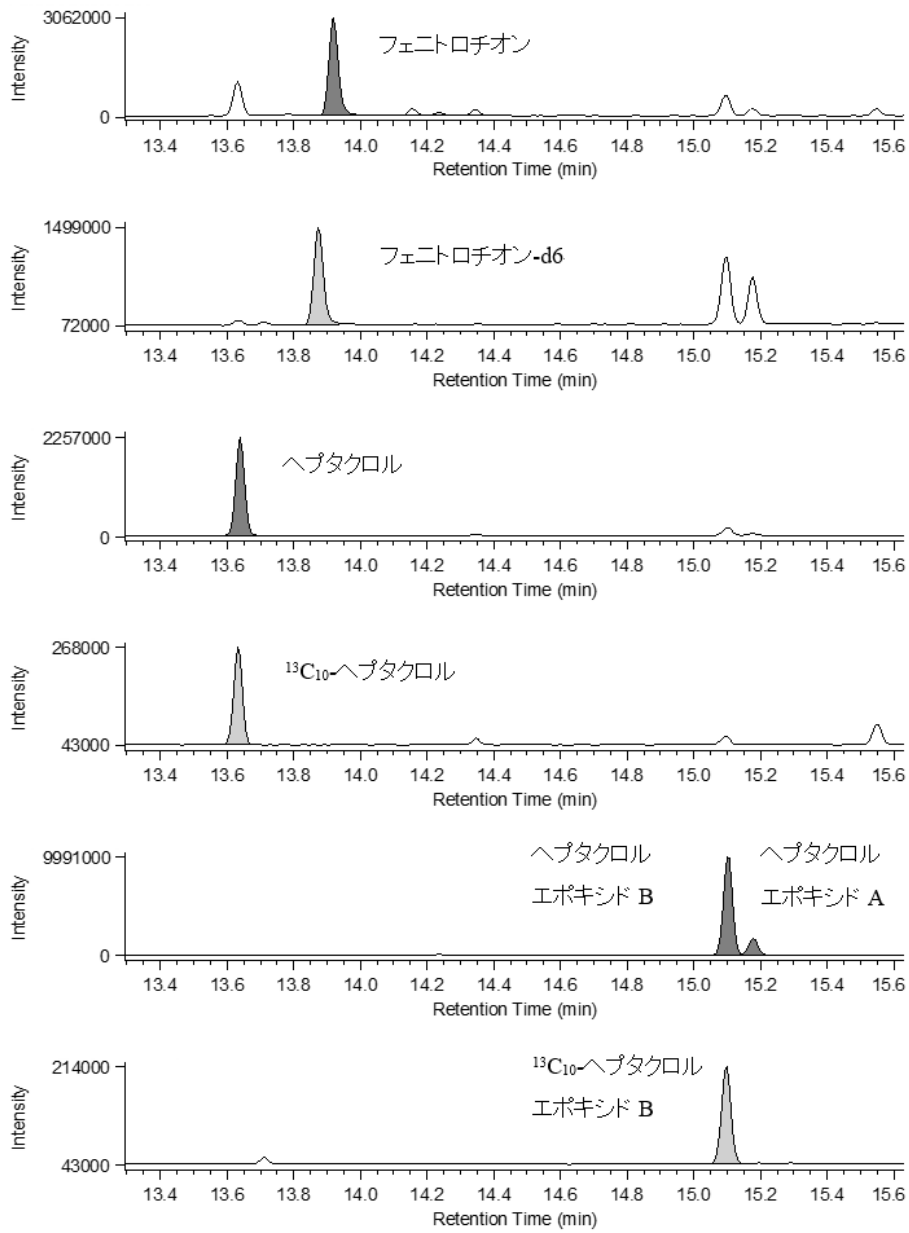 3062000
フェニトロチオン
Intensity
0
13.4 13.6 13.8 14.0 14.2 14.4 14.6 14.8 15.0 15.2 15.4 15.6
Retention Time (min)
1499000
フェニトロチオン-d6
Intensity
72000
13.4 13.6 13.8 14.0 14.2 14.4 14.6 14.8 15.0 15.2 15.4 15.6
Retention Time (min)
2257000
ヘプタクロル
Intensity
0
13.4 13.6 13.8 14.0 14.2 14.4 14.6 14.8 15.0 15.2 15.4 15.6
Retention Time (min)
268000
¹³C₁₀-ヘプタクロル
Intensity
43000
13.4 13.6 13.8 14.0 14.2 14.4 14.6 14.8 15.0 15.2 15.4 15.6
Retention Time (min)
9991000
ヘプタクロル ヘプタクロル
エポキシド B エポキシド A
Intensity
0
13.4 13.6 13.8 14.0 14.2 14.4 14.6 14.8 15.0 15.2 15.4 15.6
Retention Time (min)
214000
¹³C₁₀-ヘプタクロル
エポキシド B
Intensity
43000
13.4 13.6 13.8 14.0 14.2 14.4 14.6 14.8 15.0 15.2 15.4 15.6
Retention Time (min)